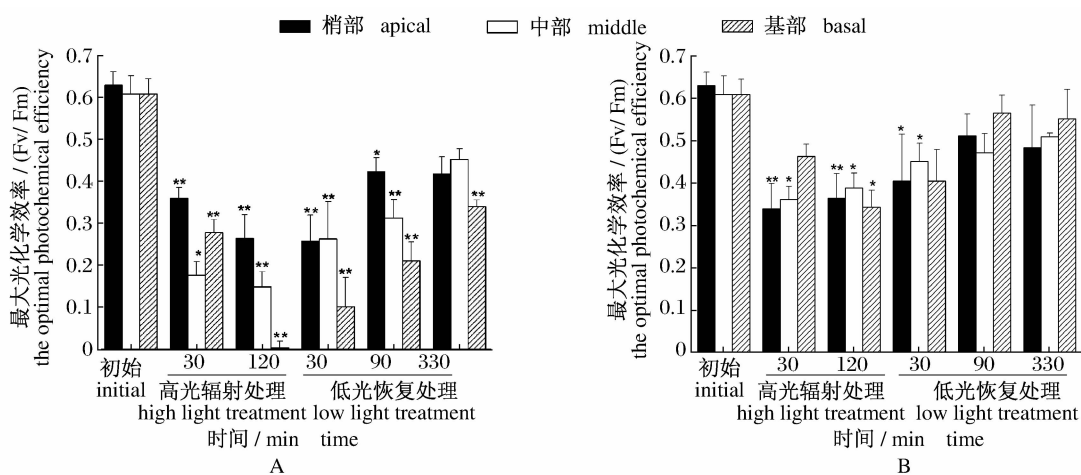 梢部 apical 中部 middle 基部 basal
最大光化学效率 / (Fv / Fm)
the optimal photochemical efficiency
0.7
0.6
0.5
0.4
0.3
0.2
0.1
0
** * ** ** ** ** ** ** ** * ** ** **
初始
initial
30 120 30 90 330
高光辐射处理 低光恢复处理
high light treatment low light treatment
时间 / min time
A
最大光化学效率 / (Fv / Fm)
the optimal photochemical efficiency
0.7
0.6
0.5
0.4
0.3
0.2
0.1
0
** * ** * * * *
初始
initial
30 120 30 90 330
高光辐射处理 低光恢复处理
high light treatment low light treatment
时间 / min time
B